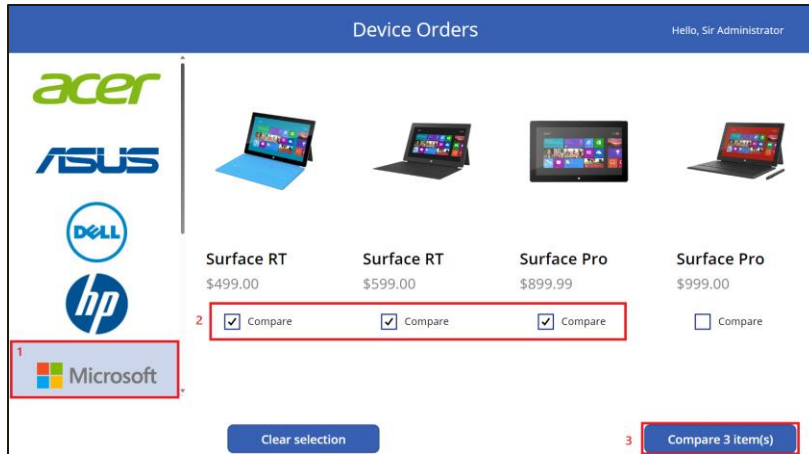 Device Orders
Hello, Sir Administrator
acer
ASUS
DELL
hp
1
Microsoft
Surface RT
$499.00
Surface RT
$599.00
Surface Pro
$899.99
Surface Pro
$999.00
2
Compare
Compare
Compare
Compare
Clear selection
3
Compare 3 item(s)